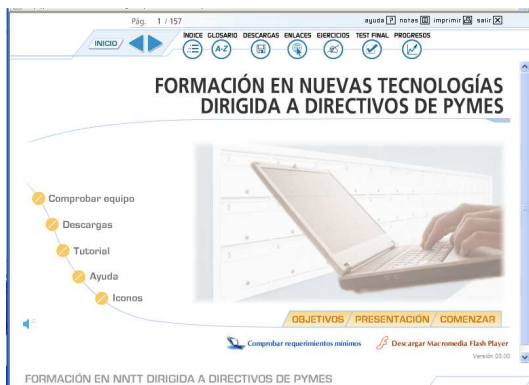 Pág. 1 / 157
ayuda ? notas imprimir salir X
INICIO
ÍNDICE GLOSARIO DESCARGAS ENLACES EJERCICIOS TEST FINAL PROGRESOS
A-Z
FORMACIÓN EN NUEVAS TECNOLOGÍAS
DIRIGIDA A DIRECTIVOS DE PYMES
Comprobar equipo
Descargas
Tutorial
Ayuda
Iconos
OBJETIVOS / PRESENTACIÓN / COMENZAR
Comprobar requerimientos mínimos Descargar Macromedia Flash Player
Versión 05.00
FORMACIÓN EN NNTT DIRIGIDA A DIRECTIVOS DE PYMES